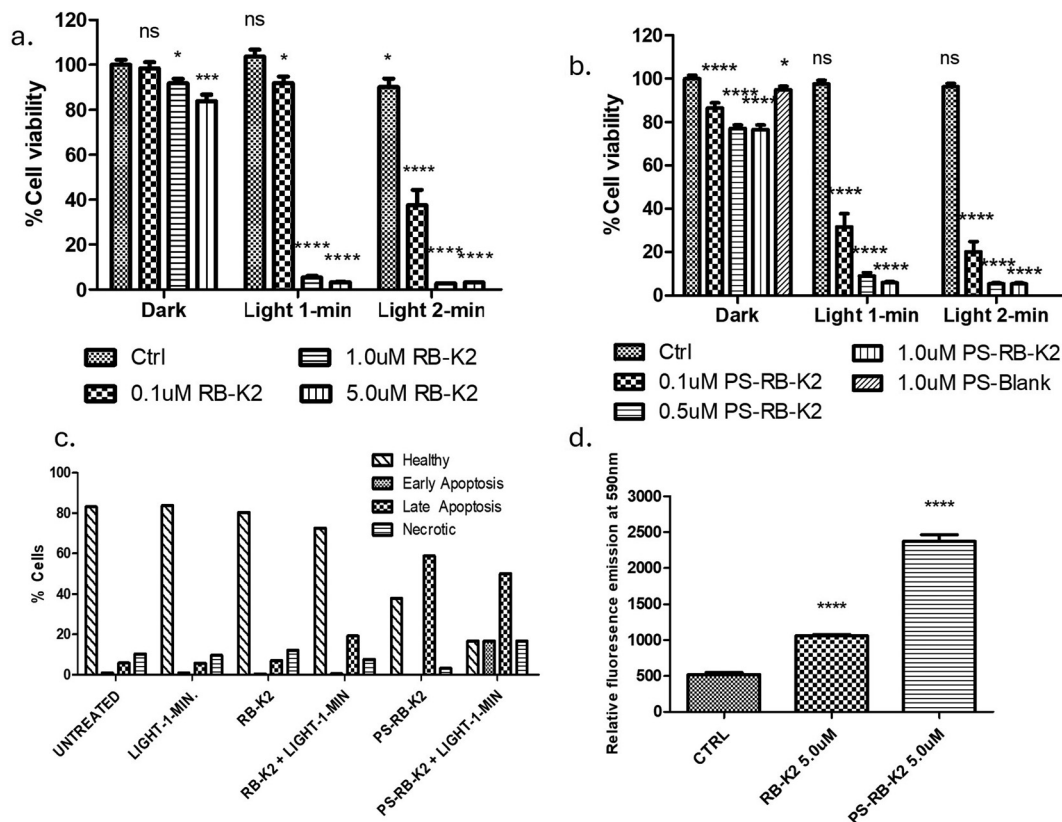 a.
120
100
80
60
40
20
0
%Cell viability
ns
*
***
ns
*
****
****
*
****
****
****
Dark
Light 1-min
Light 2-min
Ctrl
0.1uM RB-K2
1.0uM RB-K2
5.0uM RB-K2
b.
120
100
80
60
40
20
0
%Cell viability
****
****
****
*
ns
****
****
****
ns
****
****
****
Dark
Light 1-min
Light 2-min
Ctrl
0.1uM PS-RB-K2
0.5uM PS-RB-K2
1.0uM PS-RB-K2
1.0uM PS-Blank
c.
100
80
60
40
20
0
% Cells
Healthy
Early Apoptosis
Late Apoptosis
Necrotic
UNTREATED
LIGHT-1-MIN.
RB-K2
RB-K2 + LIGHT-1-MIN
PS-RB-K2
PS-RB-K2 + LIGHT-1-MIN
d.
3000
2500
2000
1500
1000
500
0
Relative fluoresence emission at 590nm
****
****
CTRL
RB-K2 5.0uM
PS-RB-K2 5.0uM